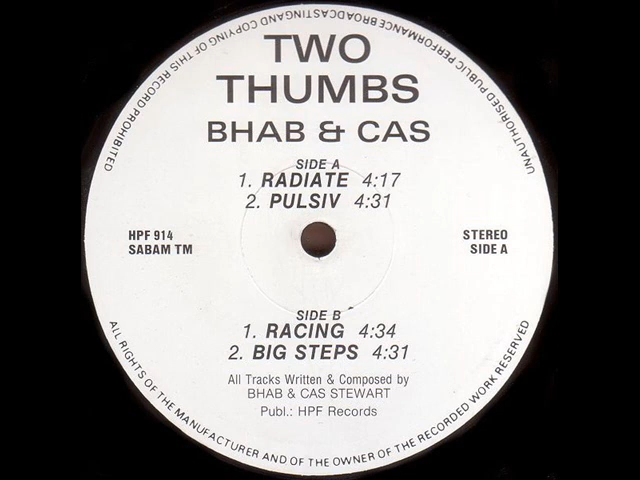 UNAUTHORISED PUBLIC PERFORMANCE BROADCASTING AND COPYING OF THIS RECORD PROHIBITED
TWO
THUMBS
BHAB & CAS
SIDE A
1. RADIATE 4:17
2. PULSIV 4:31
HPF 914
SABAM TM
STEREO
SIDE A
SIDE B
1. RACING 4:34
2. BIG STEPS 4:31
All Tracks Written & Composed by
BHAB & CAS STEWART
Publ.: HPF Records
ALL RIGHTS OF THE MANUFACTURER AND OF THE OWNER OF THE RECORDED WORK RESERVED